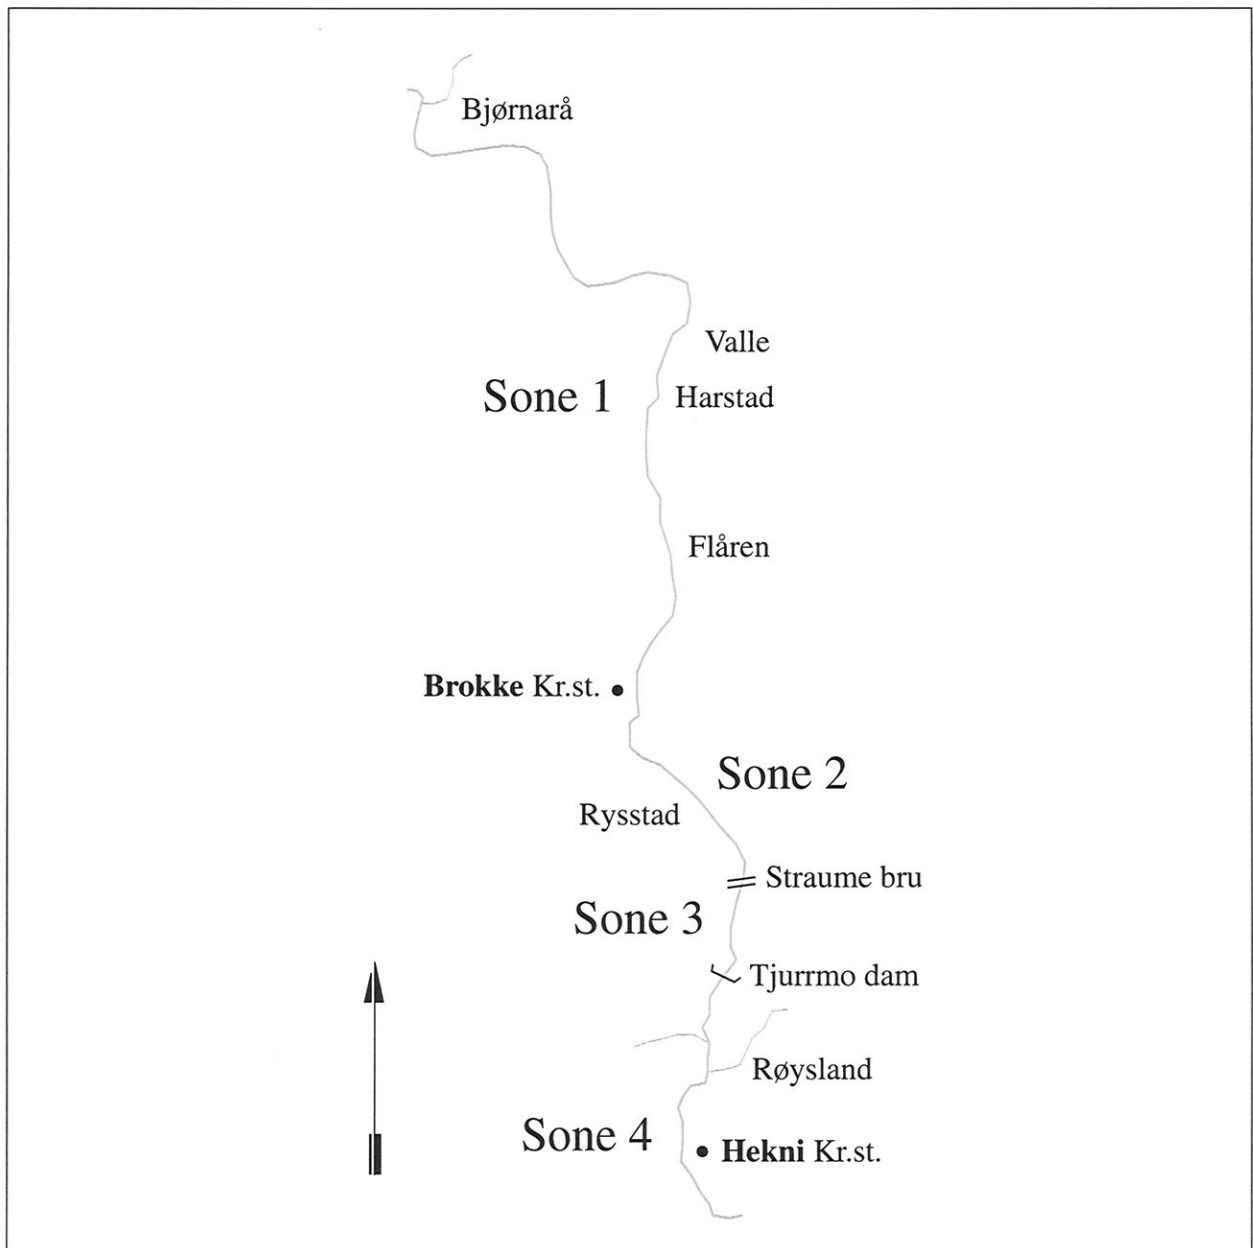 Bjørnarå
Valle
Sone 1
Harstad
Flåren
Brokke Kr.st.
Sone 2
Rysstad
Straume bru
Sone 3
Tjurrmo dam
Røysland
Sone 4
Hekni Kr.st.